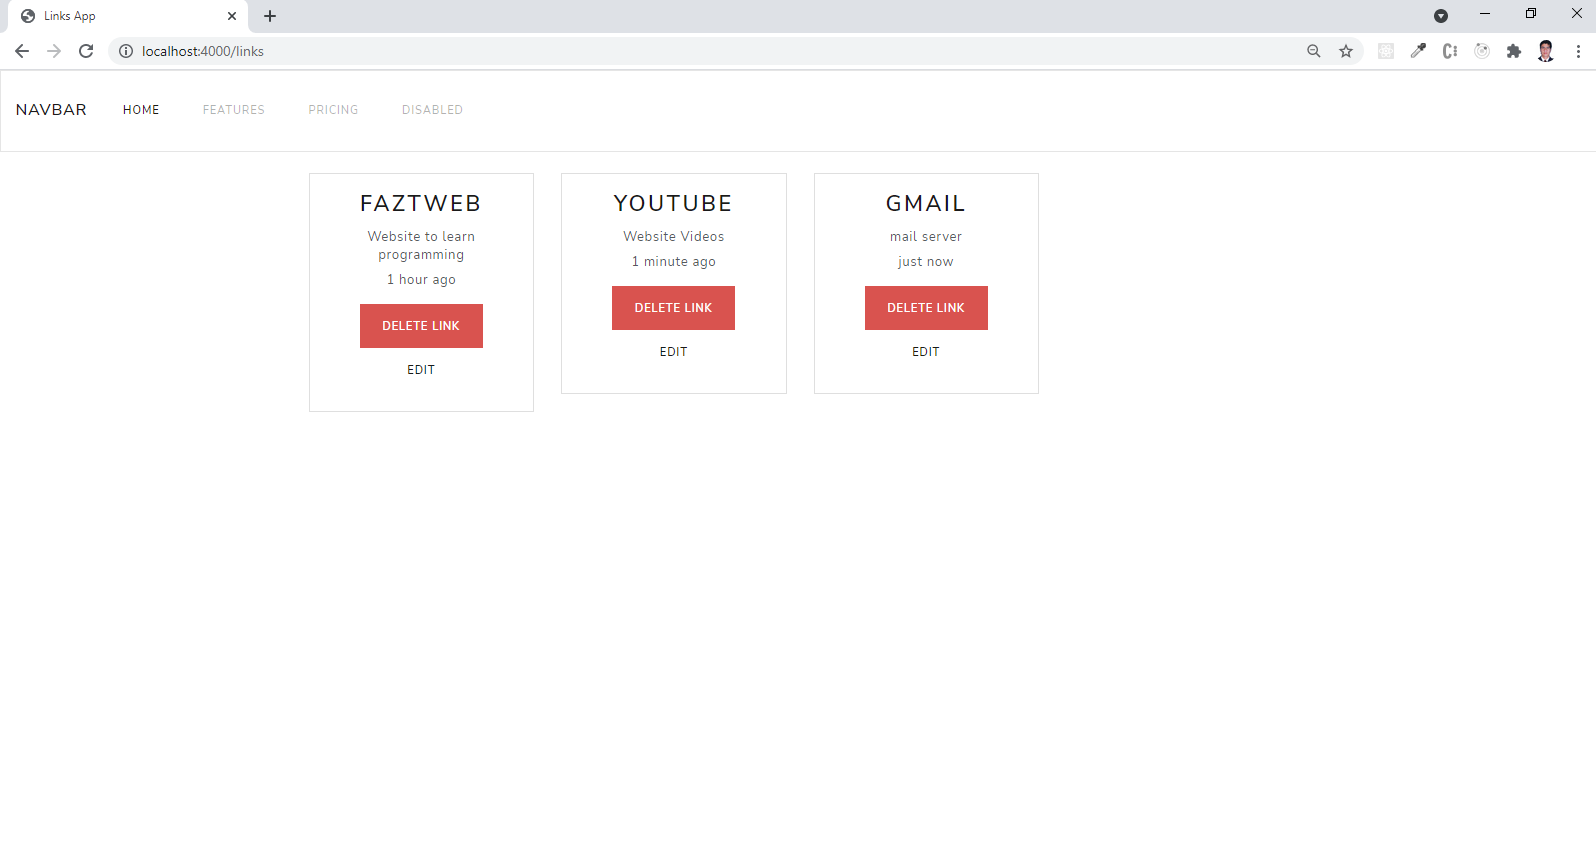 Links App
localhost:4000/links
NAVBAR HOME FEATURES PRICING DISABLED
FAZTWEB
Website to learn
programming
1 hour ago
DELETE LINK
EDIT
YOUTUBE
Website Videos
1 minute ago
DELETE LINK
EDIT
GMAIL
mail server
just now
DELETE LINK
EDIT